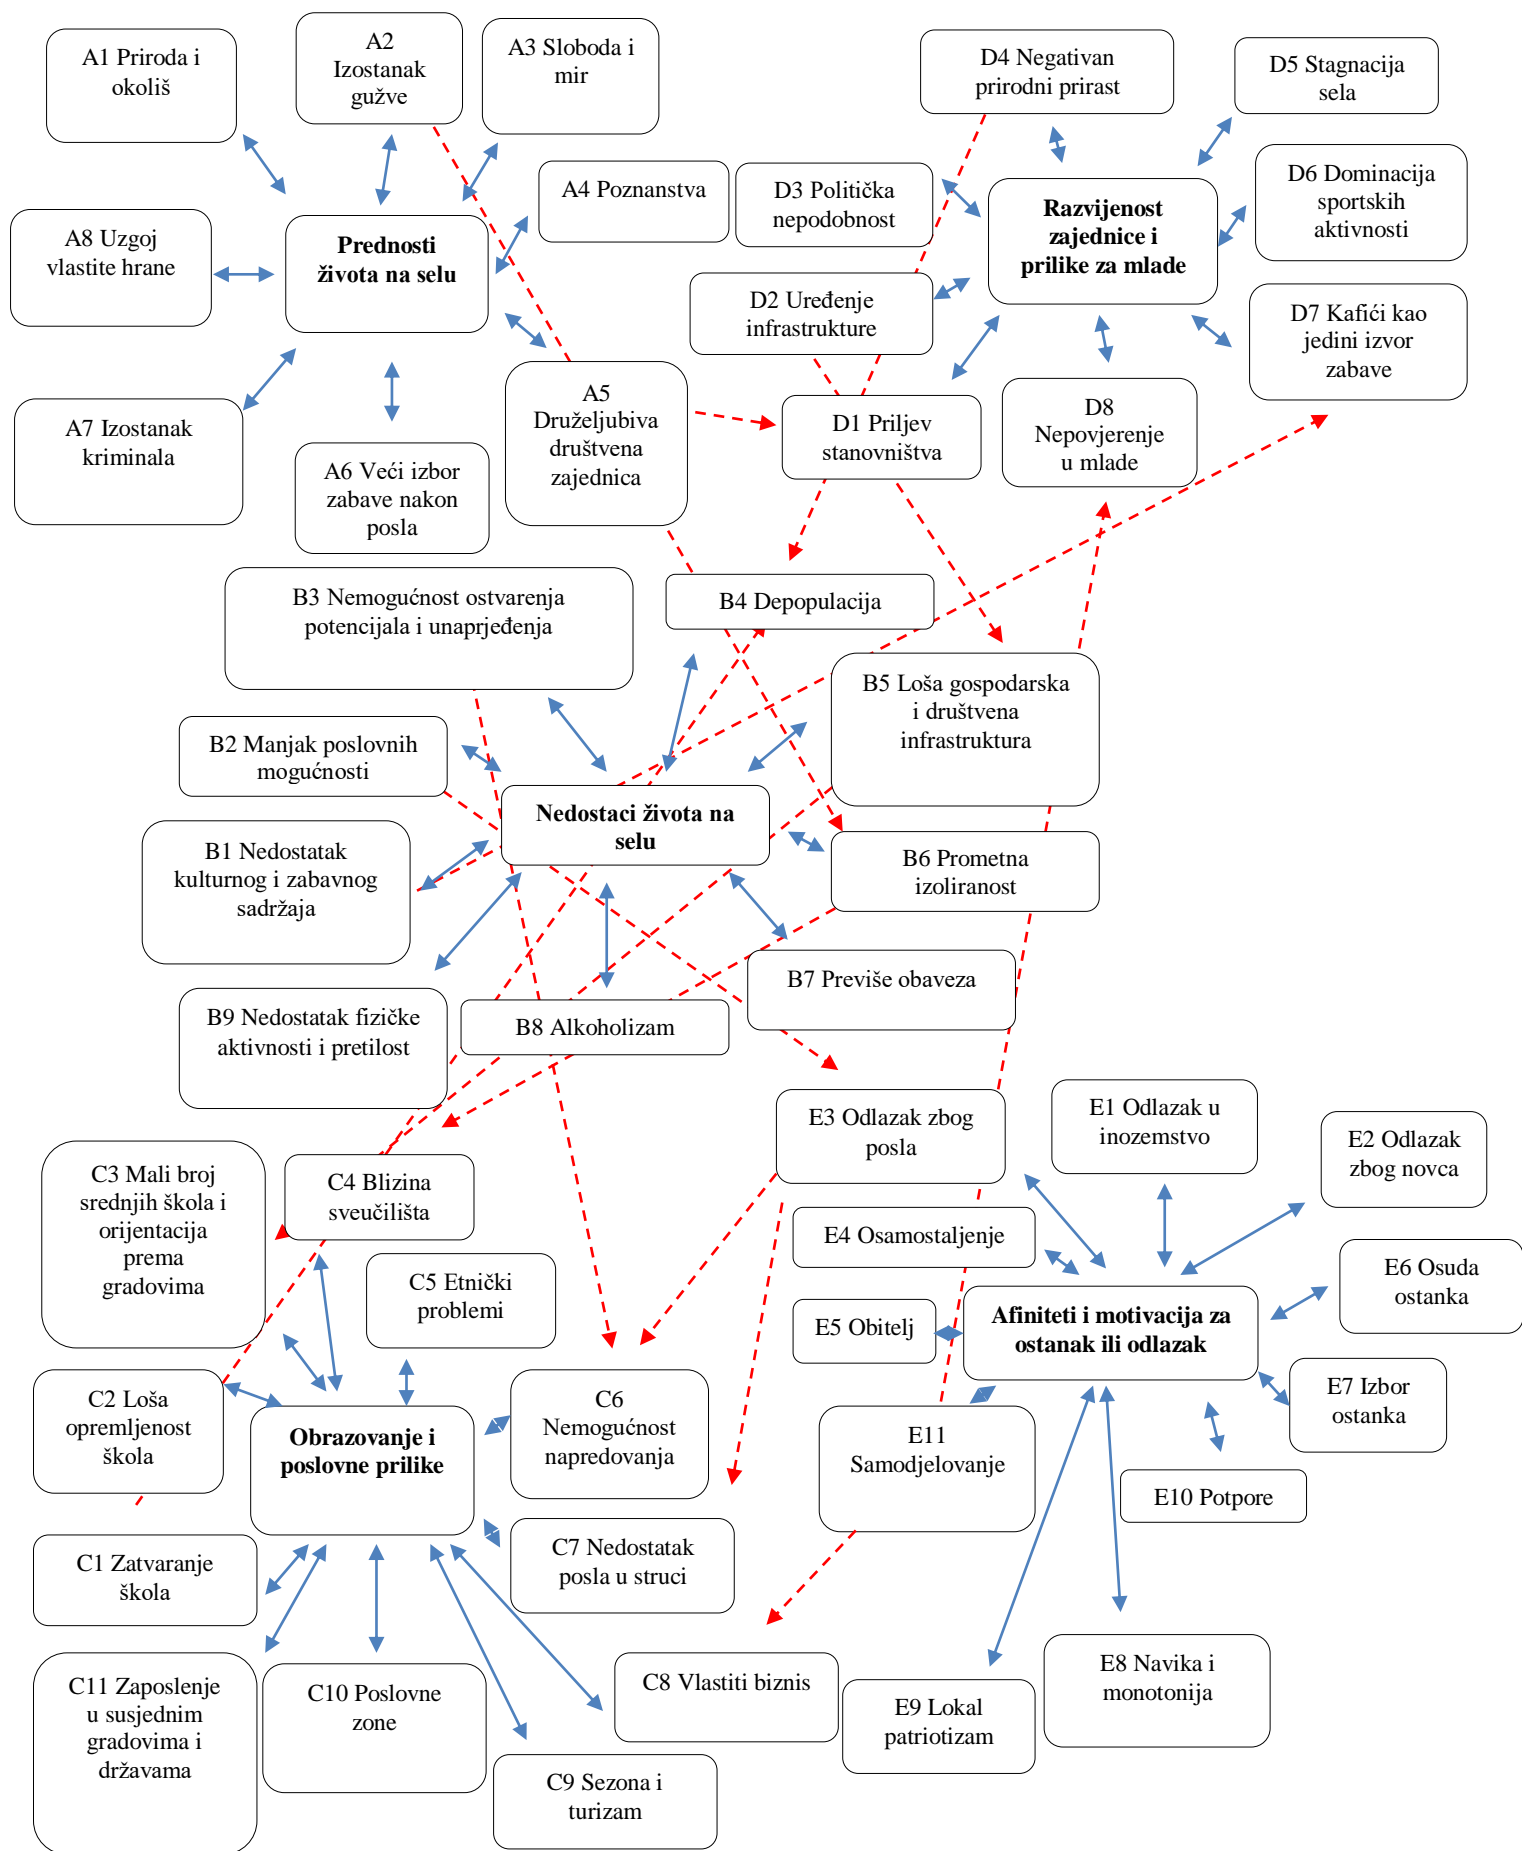 A1 Priroda i
okoliš
A2
Izostanak
gužve
A3 Sloboda i
mir
A4 Poznanstva
A8 Uzgoj
vlastite hrane
Prednosti
života na selu
A7 Izostanak
kriminala
A6 Veći izbor
zabave nakon
posla
A5
Druželjubiva
društvena
zajednica
D4 Negativan
prirodni prirast
D5 Stagnacija
sela
D3 Politička
nepodobnost
Razvijenost
zajednice i
prilike za mlade
D6 Dominacija
sportskih
aktivnosti
D2 Uređenje
infrastrukture
D7 Kafići kao
jedini izvor
zabave
D1 Priljev
stanovništva
D8
Nepovjerenje
u mlade
B3 Nemogućnost ostvarenja
potencijala i unaprjeđenja
B4 Depopulacija
B5 Loša gospodarska
i društvena
infrastruktura
B2 Manjak poslovnih
mogućnosti
Nedostaci života na
selu
B1 Nedostatak
kulturnog i zabavnog
sadržaja
B6 Prometna
izoliranost
B7 Previše obaveza
B9 Nedostatak fizičke
aktivnosti i pretilost
B8 Alkoholizam
C3 Mali broj
srednjih škola i
orijentacija
prema
gradovima
C4 Blizina
sveučilišta
C5 Etnički
problemi
C2 Loša
opremljenost
škola
Obrazovanje i
poslovne prilike
C6
Nemogućnost
napredovanja
C1 Zatvaranje
škola
C7 Nedostatak
posla u struci
C11 Zaposlenje
u susjednim
gradovima i
državama
C10 Poslovne
zone
C9 Sezona i
turizam
C8 Vlastiti biznis
E3 Odlazak zbog
posla
E1 Odlazak u
inozemstvo
E2 Odlazak
zbog novca
E4 Osamostaljenje
E6 Osuda
ostanka
E5 Obitelj
Afiniteti i motivacija za
ostanak ili odlazak
E7 Izbor
ostanka
E11
Samodjelovanje
E10 Potpore
E9 Lokal
patriotizam
E8 Navika i
monotonija